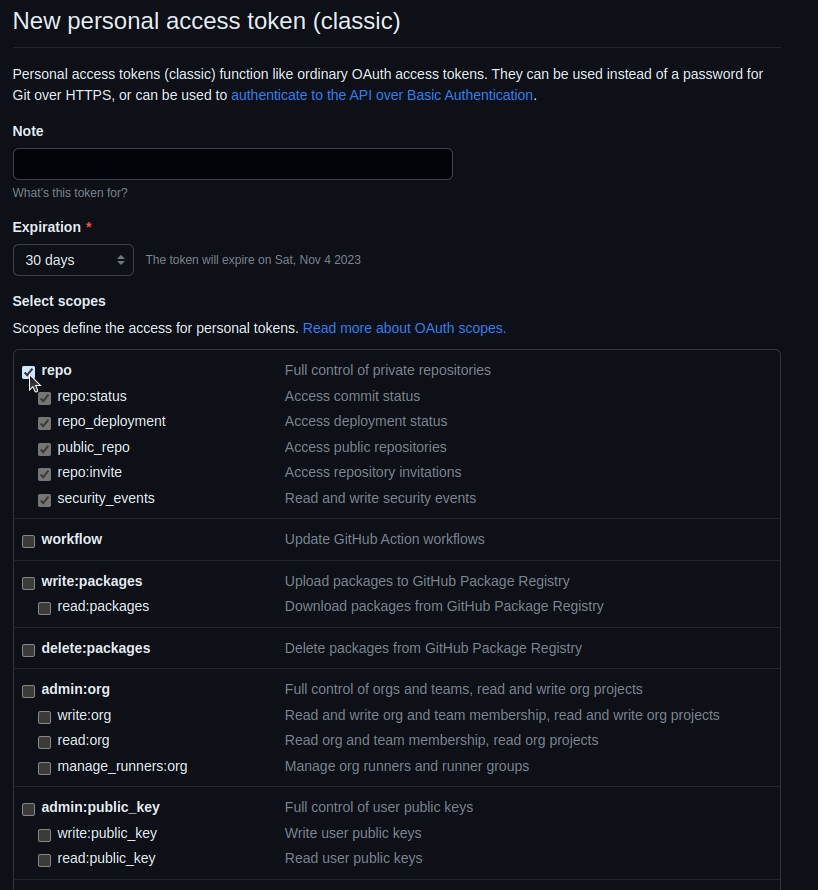 New personal access token (classic)
Personal access tokens (classic) function like ordinary OAuth access tokens. They can be used instead of a password for
Git over HTTPS, or can be used to authenticate to the API over Basic Authentication.
Note
What's this token for?
Expiration *
30 days The token will expire on Sat, Nov 4 2023
Select scopes
Scopes define the access for personal tokens. Read more about OAuth scopes.
repo Full control of private repositories
repo:status Access commit status
repo_deployment Access deployment status
public_repo Access public repositories
repo:invite Access repository invitations
security_events Read and write security events
workflow Update GitHub Action workflows
write:packages Upload packages to GitHub Package Registry
read:packages Download packages from GitHub Package Registry
delete:packages Delete packages from GitHub Package Registry
admin:org Full control of orgs and teams, read and write org projects
write:org Read and write org and team membership, read and write org projects
read:org Read org and team membership, read org projects
manage_runners:org Manage org runners and runner groups
admin:public_key Full control of user public keys
write:public_key Write user public keys
read:public_key Read user public keys